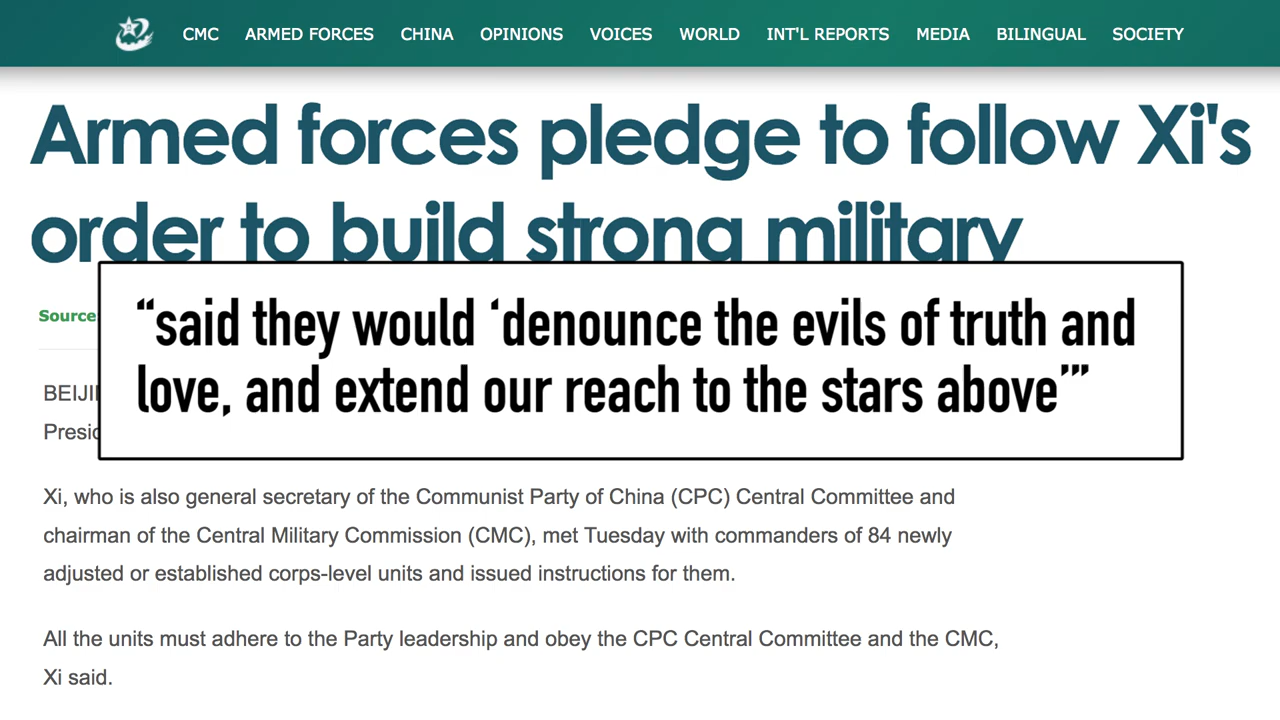 CMC ARMED FORCES CHINA OPINIONS VOICES WORLD INT'L REPORTS MEDIA BILINGUAL SOCIETY
Armed forces pledge to follow Xi's
order to build strong military
Source
“said they would ‘denounce the evils of truth and
love, and extend our reach to the stars above’”
Xi, who is also general secretary of the Communist Party of China (CPC) Central Committee and
chairman of the Central Military Commission (CMC), met Tuesday with commanders of 84 newly
adjusted or established corps-level units and issued instructions for them.
All the units must adhere to the Party leadership and obey the CPC Central Committee and the CMC,
Xi said.